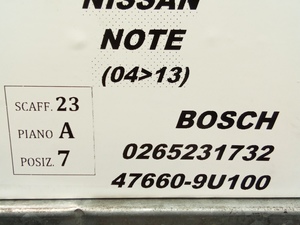 NISSAN
NOTE
(04>13)
SCAFF. 23
PIANO A
POSIZ. 7
BOSCH
0265231732
47660-9U100